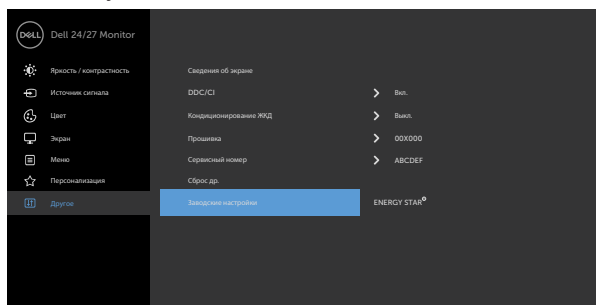 DELL Dell 24/27 Monitor
Яркость / контрастность
Сведения об экране
Источник сигнала
DDC/CI
Вкл.
Цвет
Кондиционирование ЖКД
Выкл.
Экран
Прошивка
00X000
Меню
Сервисный номер
ABCDEF
Персонализация
Сброс др.
Другое
Заводские настройки
ENERGY STAR